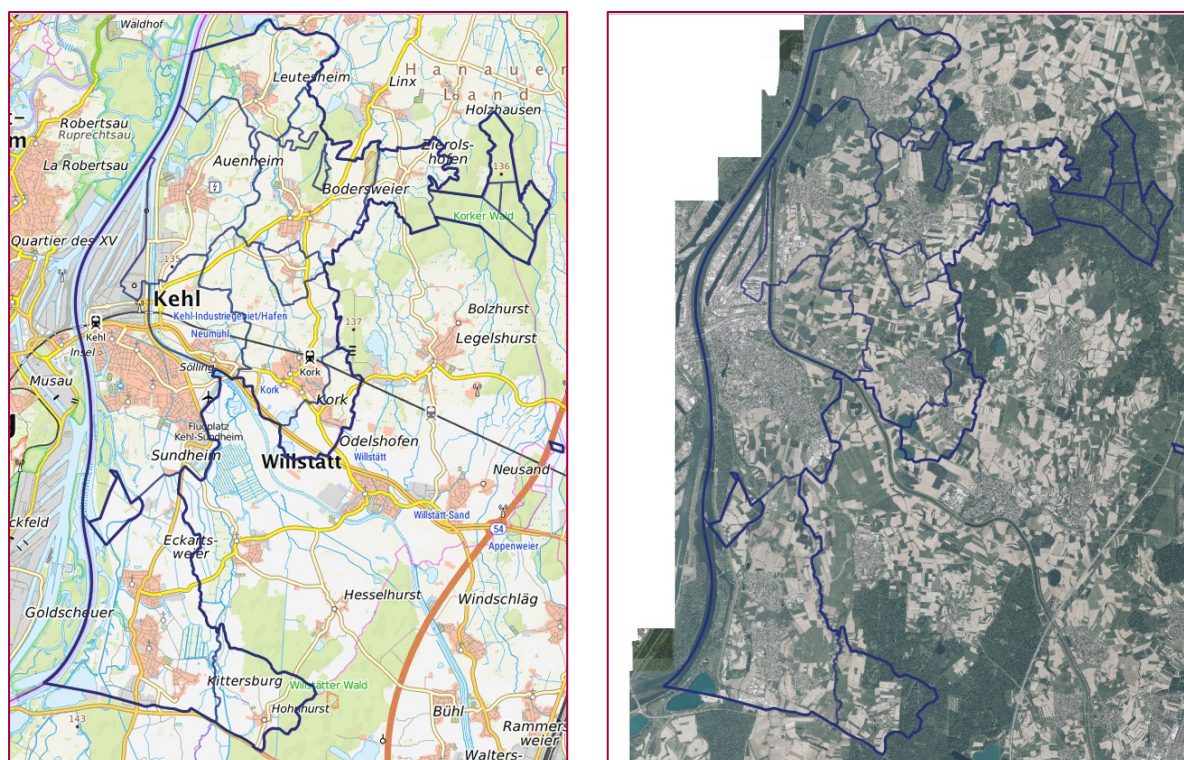 Waldhof
Leutesheim
Hanauer
Linx
Land
Holzhausen
Robertsau
Ruprechtsau
m
La Robertsau
Auenheim
Zierols-
hofen
136
Bodersweier
Korker Wald
Quartier des XV
135
Kehl
Kehl-Industriegebiet/Hafen
Neumühl
137
Bolzhurst
Legelshurst
Kehl
Insel
Sölling
Musau
Kork
Kork
Kork
Flugplatz
Kehl-Sundheim
Odelshofen
Sundheim
Willstätt
Willstätt
Neusand
Willstätt-Sand
ckfeld
54
Appenweier
Eckarts-
weier
Hesselhurst
Windschläg
Goldscheuer
Kittersburg
Willstätter Wald
Hohnhurst
Bühl
143
Rammers-
weier
Walters-